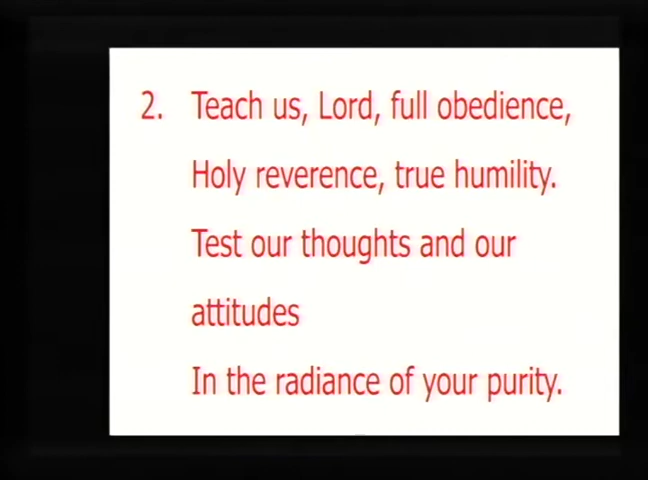 2. Teach us, Lord, full obedience,
Holy reverence, true humility.
Test our thoughts and our
attitudes
In the radiance of your purity.